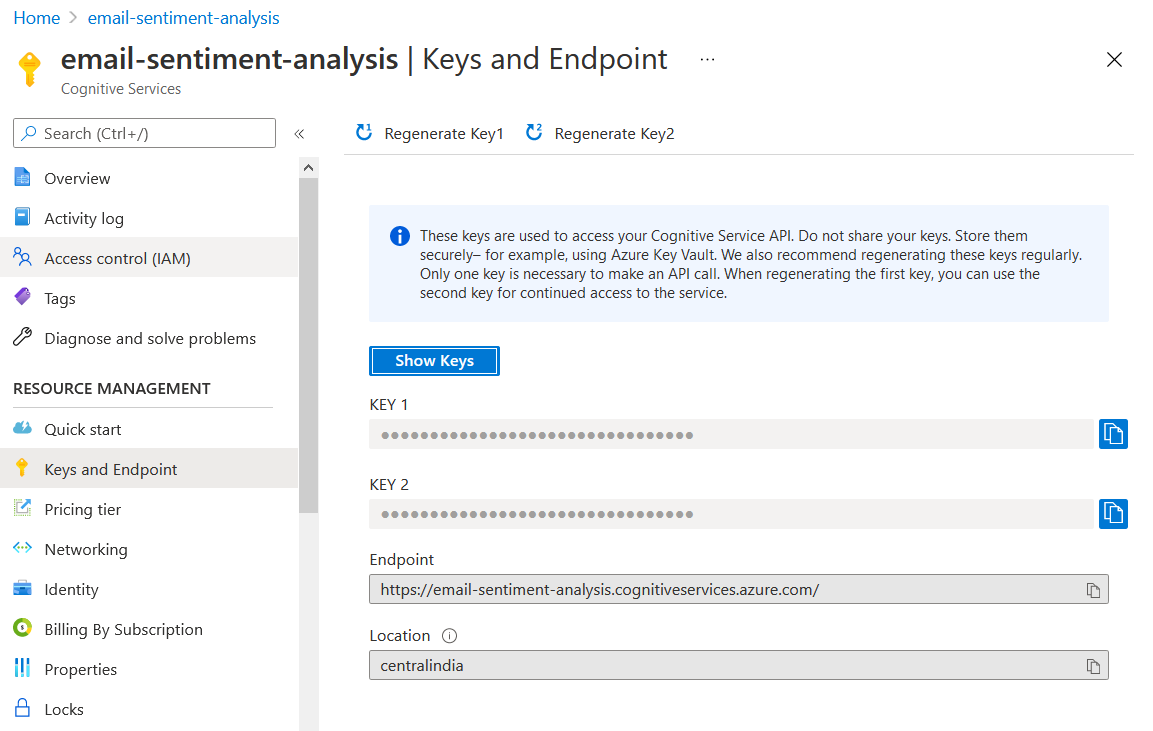 Home > email-sentiment-analysis
email-sentiment-analysis | Keys and Endpoint ...
Cognitive Services
Search (Ctrl+/)
«
Overview
Activity log
Access control (IAM)
Tags
Diagnose and solve problems
RESOURCE MANAGEMENT
Quick start
Keys and Endpoint
Pricing tier
Networking
Identity
Billing By Subscription
Properties
Locks
1 Regenerate Key1 2 Regenerate Key2
These keys are used to access your Cognitive Service API. Do not share your keys. Store them
securely– for example, using Azure Key Vault. We also recommend regenerating these keys regularly.
Only one key is necessary to make an API call. When regenerating the first key, you can use the
second key for continued access to the service.
Show Keys
KEY 1
●●●●●●●●●●●●●●●●●●●●●●●●●●●●●●●●
KEY 2
●●●●●●●●●●●●●●●●●●●●●●●●●●●●●●●●
Endpoint
https://email-sentiment-analysis.cognitiveservices.azure.com/
Location
centralindia